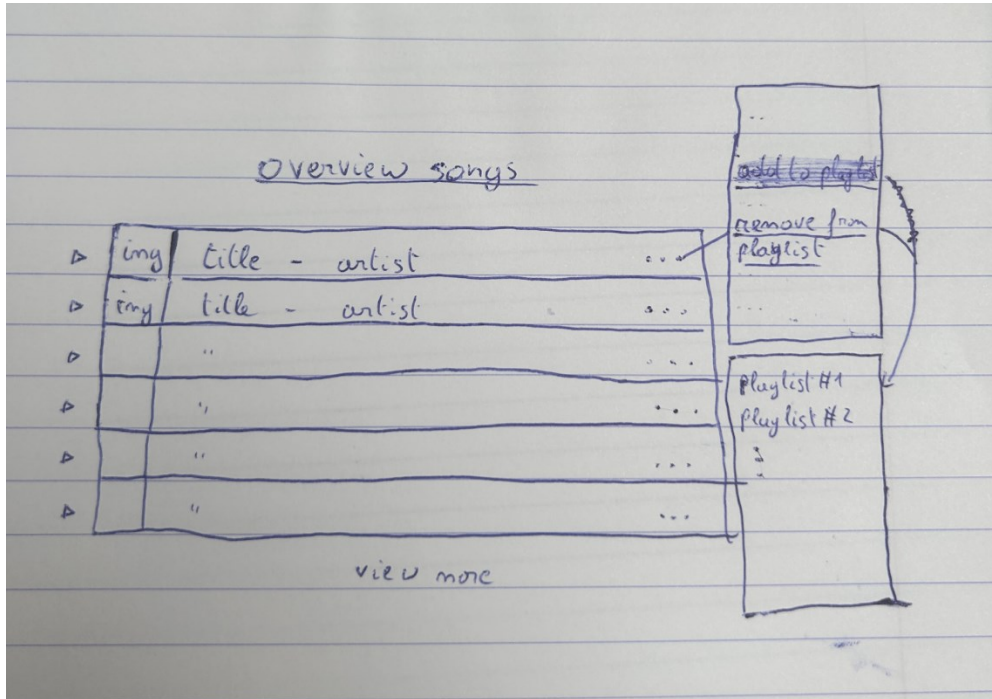 Overview songs
img title - artist ...
img title - artist ...
" ...
" ...
" ...
" ...
view more
..
add to playlist
remove from
playlist
...
playlist #1
playlist #2
: